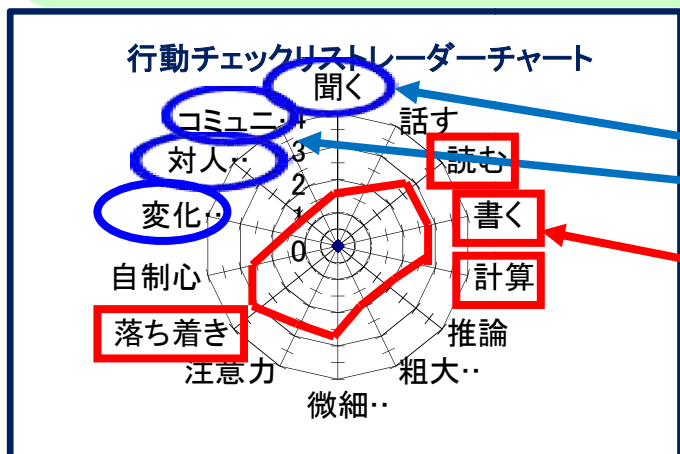 行動チェックリストレーダーチャート
聞く
話す
読む
書く
計算
推論
粗大‥
微細‥
注意力
落ち着き
自制心
変化‥
対人‥
コミュニ‥
4
3
2
1
0